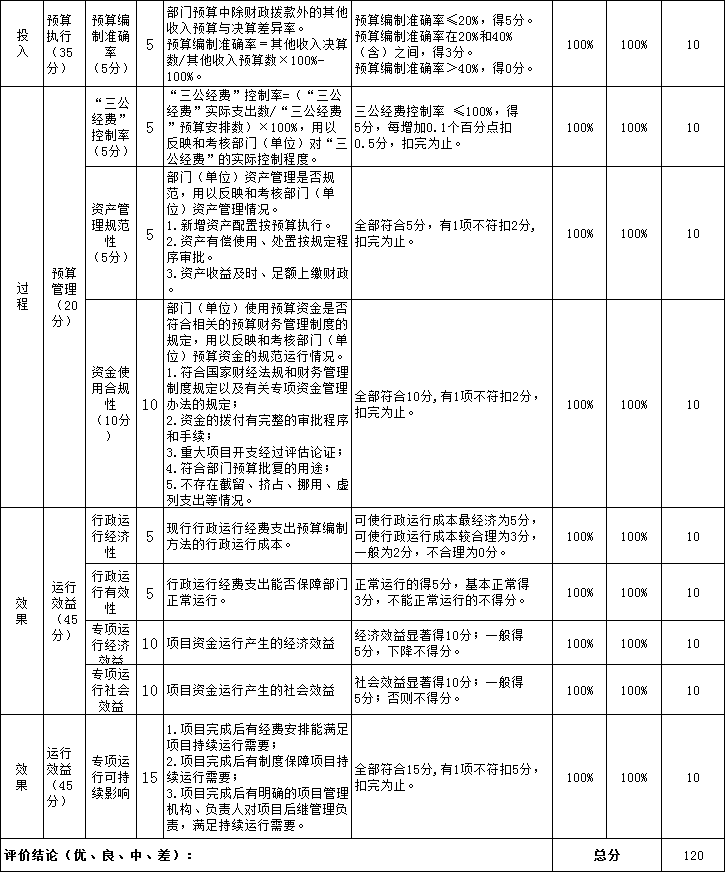 投入
预算执行（35分）
预算编制准确率（5分）
5
部门预算中除财政拨款外的其他
收入预算与决算差异率。
预算编制准确率＝其他收入决算
数/其他收入预算数×100%-
100%。
预算编制准确率≤20%，得5分。
预算编制准确率在20%和40%
（含）之间，得3分。
预算编制准确率＞40%，得0分。
100%
100%
10
过程
预算管理（20分）
“三公经费”控制率（5分）
5
“三公经费”控制率=（“三公
经费”实际支出数/“三公经费
”预算安排数）×100%，用以
反映和考核部门（单位）对“三
公经费”的实际控制程度。
三公经费控制率 ≤100%，得
5分，每增加0.1个百分点扣
0.5分，扣完为止。
100%
100%
10
资产管理规范性（5分）
5
部门（单位）资产管理是否规
范，用以反映和考核部门（单
位）资产管理情况。
1.新增资产配置按预算执行。
2.资产有偿使用、处置按规定程
序审批。
3.资产收益及时、足额上缴财政
。
全部符合5分，有1项不符扣2分，
扣完为止。
100%
100%
10
资金使用合规性（10分）
10
部门（单位）使用预算资金是否
符合相关的预算财务管理制度的
规定，用以反映和考核部门（单
位）预算资金的规范运行情况。
1.符合国家财经法规和财务管理
制度规定以及有关专项资金管理
办法的规定；
2.资金的拨付有完整的审批程序
和手续；
3.重大项目开支经过评估论证；
4.符合部门预算批复的用途；
5.不存在截留、挤占、挪用、虚
列支出等情况。
全部符合10分,有1项不符扣2分，
扣完为止。
100%
100%
10
效果
运行效益（45分）
行政运行经济性
5
现行行政运行经费支出预算编制
方法的行政运行成本。
可使行政运行成本最经济为5分，
可使行政运行成本较合理为3分，
一般为2分，不合理为0分。
100%
100%
10
行政运行有效性
5
行政运行经费支出能否保障部门
正常运行。
正常运行的得5分，基本正常得
3分，不能正常运行的不得分。
100%
100%
10
专项运行经济效益
10
项目资金运行产生的经济效益
经济效益显著得10分；一般得
5分，下降不得分。
100%
100%
10
专项运行社会效益
10
项目资金运行产生的社会效益
社会效益显著得10分；一般得
5分；否则不得分。
100%
100%
10
效果
运行效益（45分）
专项运行可持续影响
15
1.项目完成后有经费安排能满足
项目持续运行需要；
2.项目完成后有制度保障项目持
续运行需要；
3.项目完成后有明确的项目管理
机构、负责人对项目后继管理负
责，满足持续运行需要。
全部符合15分,有1项不符扣5分，
扣完为止。
100%
100%
10
评价结论（优、良、中、差）：
总分
120